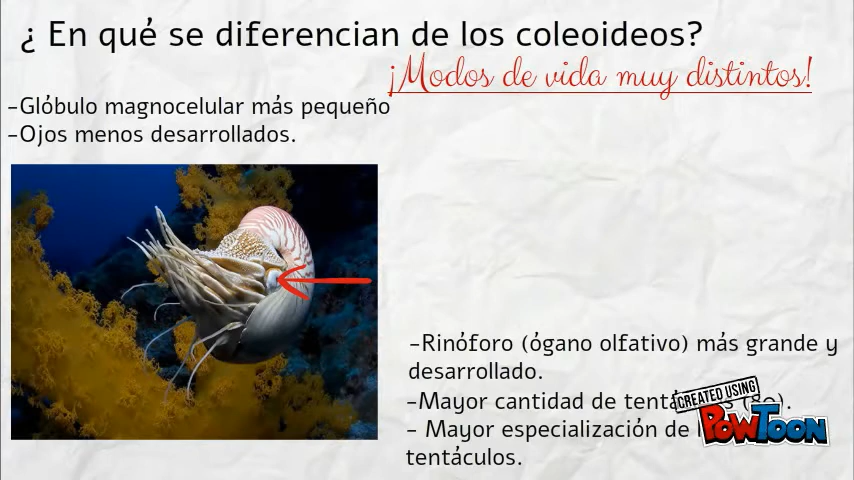 ¿ En qué se diferencian de los coleoideos?
¡Modos de vida muy distintos!
-Glóbulo magnocelular más pequeño
-Ojos menos desarrollados.
-Rinóforo (ógano olfativo) más grande y
desarrollado.
-Mayor cantidad de
- Mayor especialización de
tentáculos.
CREATED USING
POWTOON